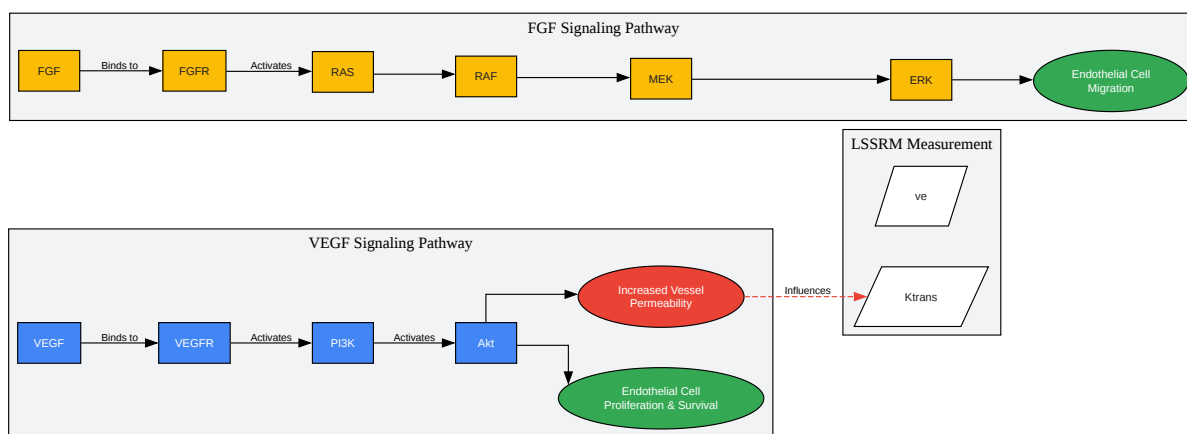 FGF Signaling Pathway
FGF
Binds to
FGFR
Activates
RAS
RAF
MEK
ERK
Endothelial Cell
Migration
LSSRM Measurement
ve
Ktrans
VEGF Signaling Pathway
VEGF
Binds to
VEGFR
Activates
PI3K
Activates
Akt
Increased Vessel
Permeability
Influences
Endothelial Cell
Proliferation & Survival